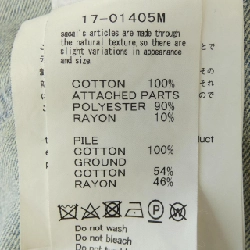 17-01405M
aseai's articles are made through
the natural texture, so there are
slight variations in appearance
and size.
COTTON 100%
ATTACHED PARTS
POLYESTER 90%
RAYON 10%
PILE
COTTON 100%
GROUND
COTTON 54%
RAYON 46%
Do not wash
Do not bleach